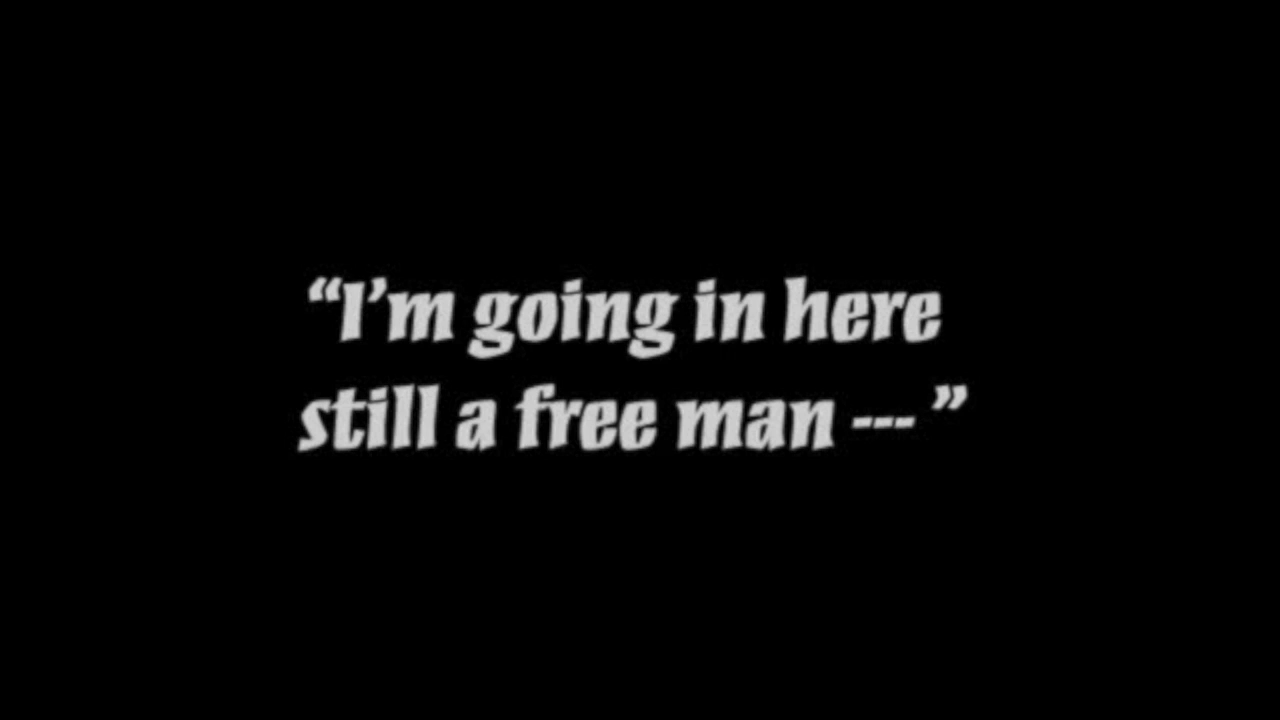 “I’m going in here
still a free man --- ”